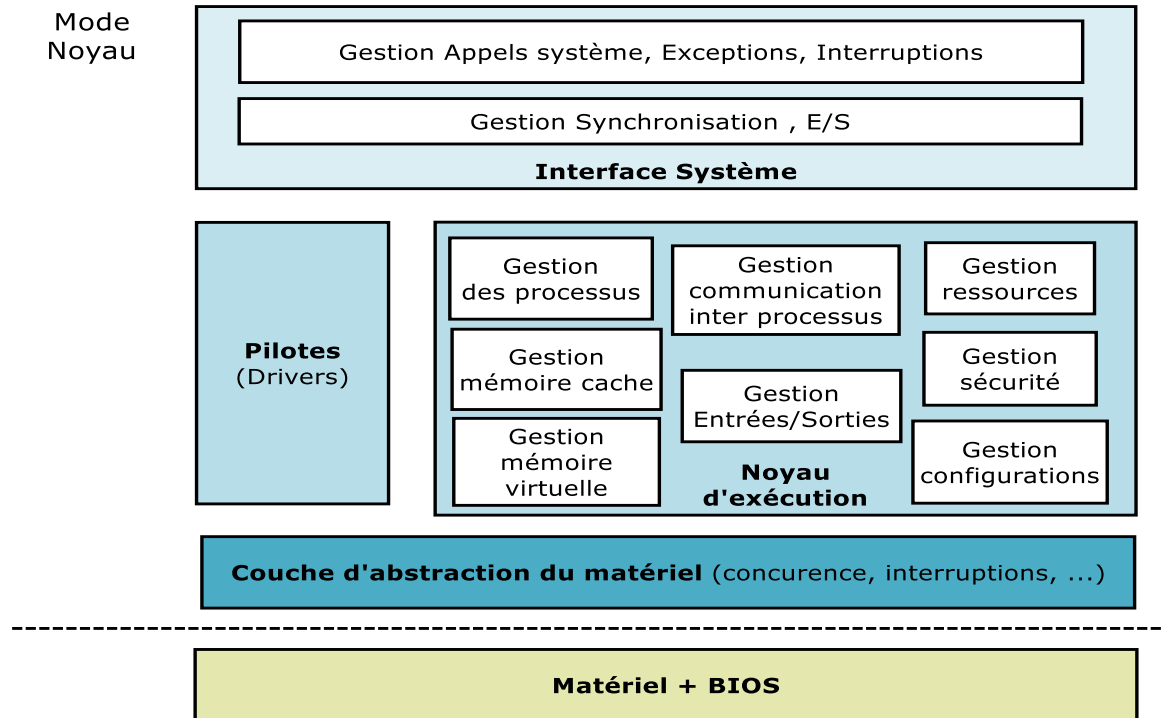 Mode
Noyau
Gestion Appels système, Exceptions, Interruptions
Gestion Synchronisation , E/S
Interface Système
Pilotes
(Drivers)
Gestion
des processus
Gestion
communication
inter processus
Gestion
ressources
Gestion
mémoire cache
Gestion
Entrées/Sorties
Gestion
sécurité
Gestion
mémoire
virtuelle
Noyau
d'exécution
Gestion
configurations
Couche d'abstraction du matériel (concurence, interruptions, ...)
Matériel + BIOS